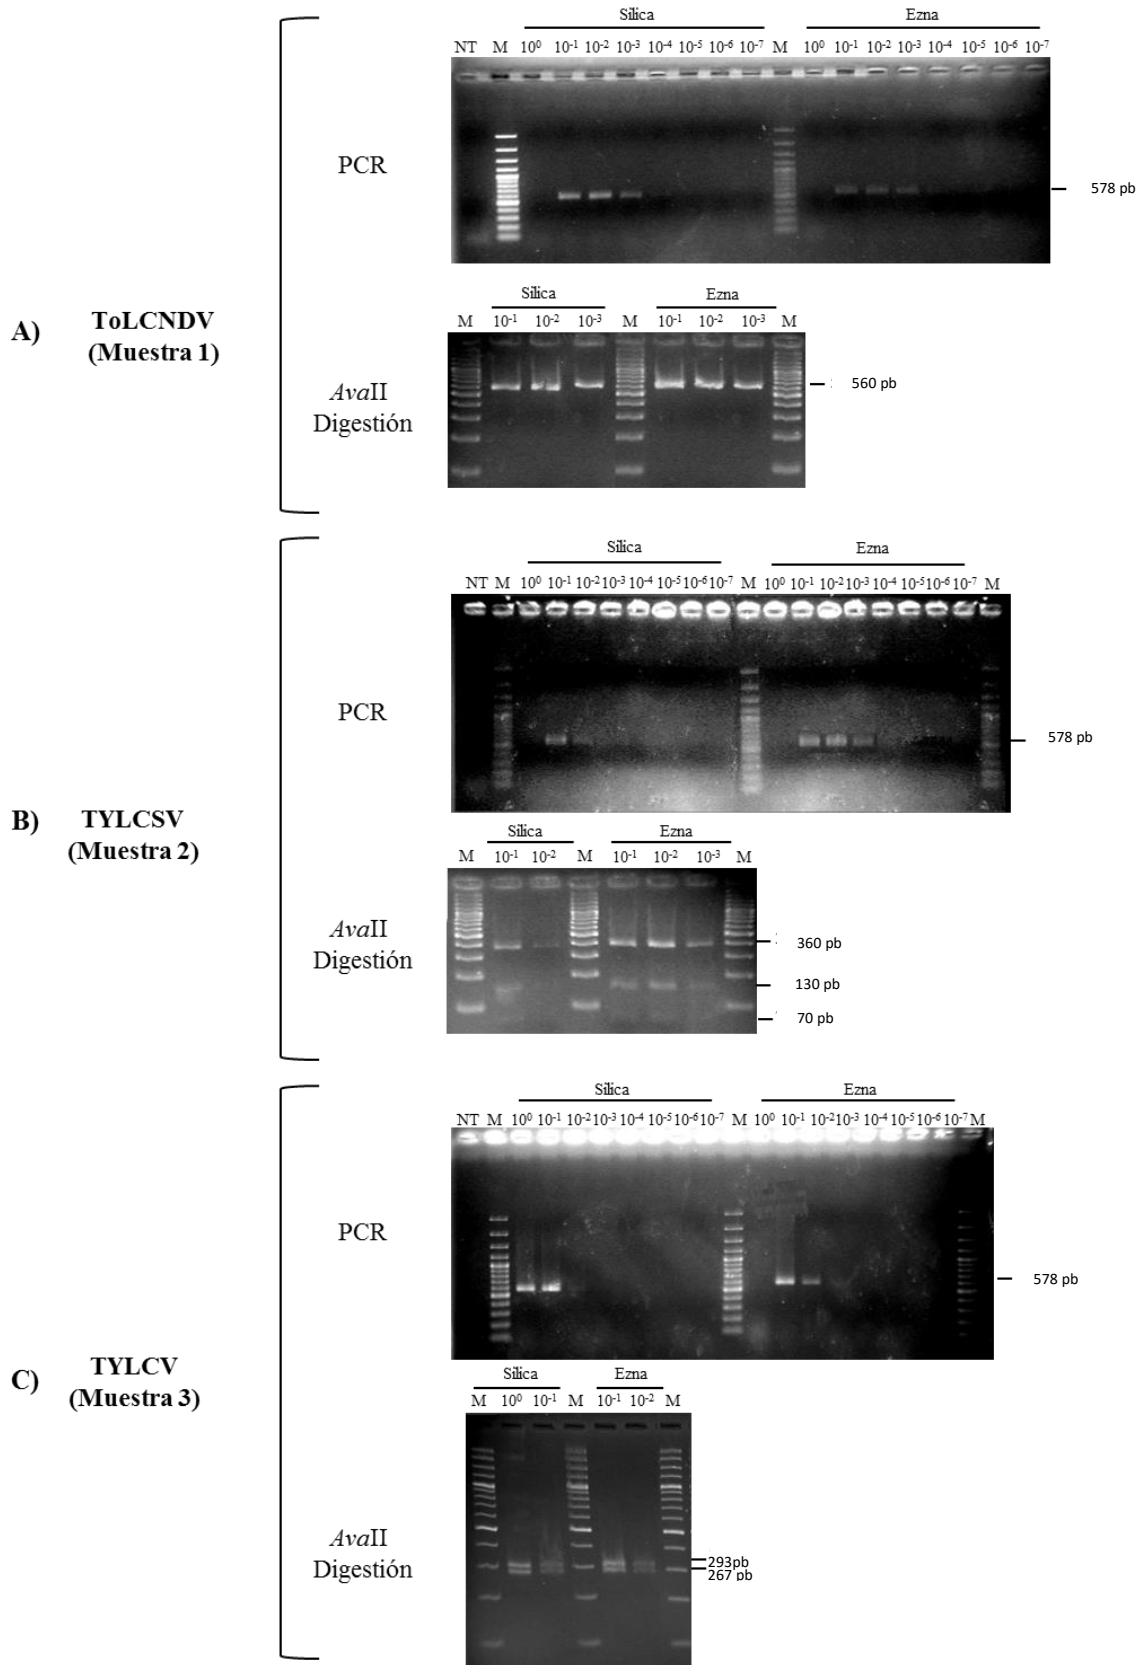 Sílica Ezna
NT M 10⁰ 10⁻¹ 10⁻² 10⁻³ 10⁻⁴ 10⁻⁵ 10⁻⁶ 10⁻⁷ M 10⁰ 10⁻¹ 10⁻² 10⁻³ 10⁻⁴ 10⁻⁵ 10⁻⁶ 10⁻⁷
PCR
578 pb
A) ToLCNDV
(Muestra 1)
Sílica Ezna
M 10⁻¹ 10⁻² 10⁻³ M 10⁻¹ 10⁻² 10⁻³ M
AvaII
Digestión
560 pb
Sílica Ezna
NT M 10⁰ 10⁻¹ 10⁻² 10⁻³ 10⁻⁴ 10⁻⁵ 10⁻⁶ 10⁻⁷ M 10⁰ 10⁻¹ 10⁻² 10⁻³ 10⁻⁴ 10⁻⁵ 10⁻⁶ 10⁻⁷ M
PCR
578 pb
B) TYLCSV
(Muestra 2)
Sílica Ezna
M 10⁻¹ 10⁻² M 10⁻¹ 10⁻² 10⁻³ M
AvaII
Digestión
360 pb
130 pb
70 pb
Sílica Ezna
NT M 10⁰ 10⁻¹ 10⁻² 10⁻³ 10⁻⁴ 10⁻⁵ 10⁻⁶ 10⁻⁷ M 10⁰ 10⁻¹ 10⁻² 10⁻³ 10⁻⁴ 10⁻⁵ 10⁻⁶ 10⁻⁷ M
PCR
578 pb
C) TYLCV
(Muestra 3)
Sílica Ezna
M 10⁰ 10⁻¹ M 10⁻¹ 10⁻² M
AvaII
Digestión
293pb
267 pb